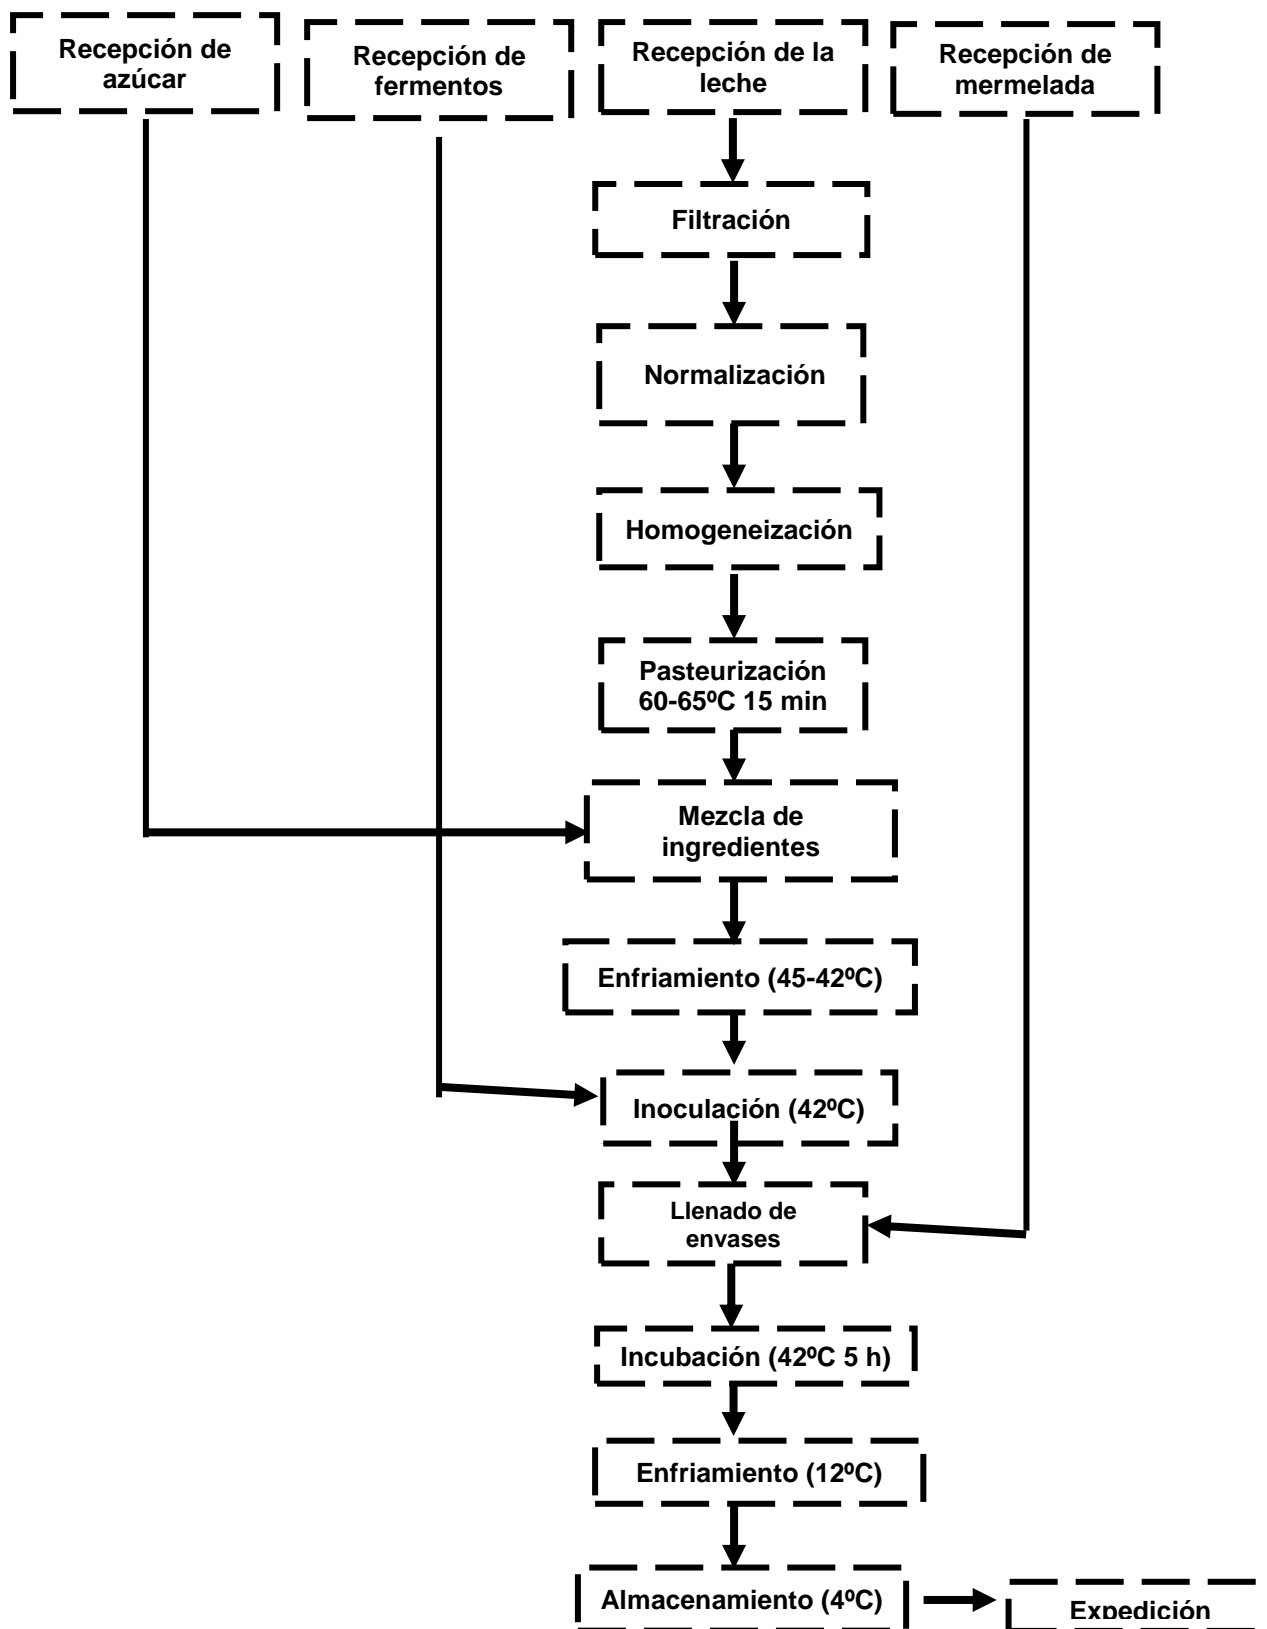 Recepción de
azúcar
Recepción de
fermentos
Recepción de la
leche
Recepción de
mermelada
Filtración
Normalización
Homogeneización
Pasteurización
60-65ºC 15 min
Mezcla de
ingredientes
Enfriamiento (45-42ºC)
Inoculación (42ºC)
Llenado de
envases
Incubación (42ºC 5 h)
Enfriamiento (12ºC)
Almacenamiento (4ºC)
Expedición